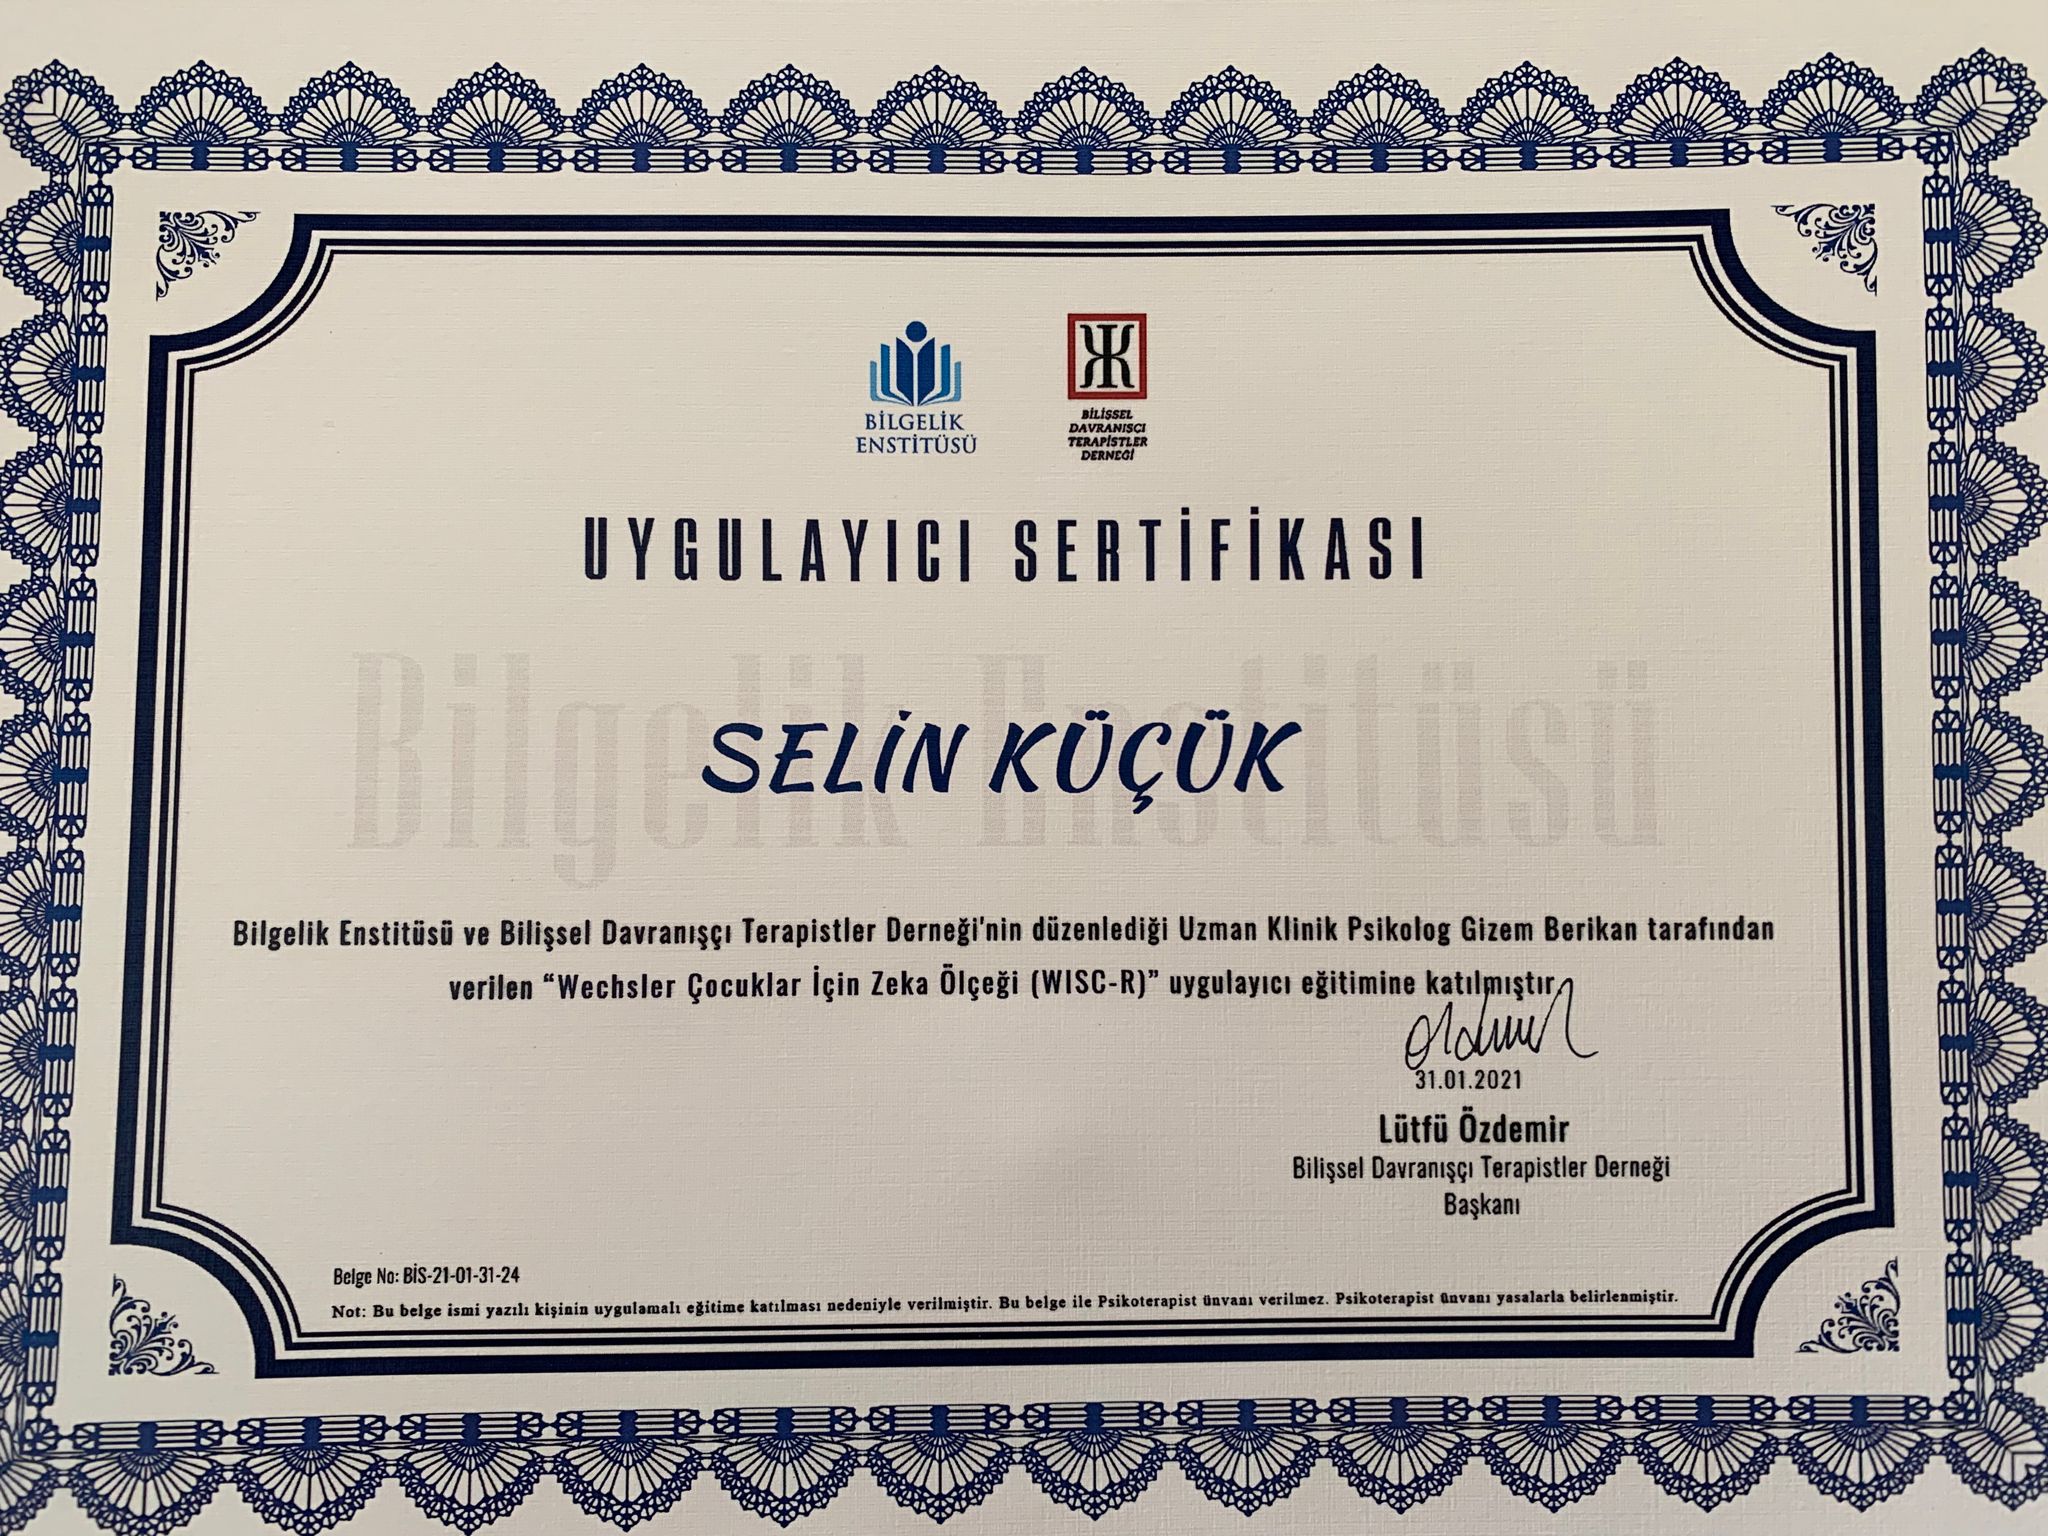 BİLGELİK
ENSTİTÜSÜ
BİLİŞSEL
DAVRANIŞÇI
TERAPİSTLER
DERNEĞİ
UYGULAYICI SERTİFİKASI
Bilgelik Enstitüsü
SELİN KÜÇÜK
Bilgelik Enstitüsü ve Bilişsel Davranışçı Terapistler Derneği'nin düzenlediği Uzman Klinik Psikolog Gizem Berikan tarafından
verilen “Wechsler Çocuklar İçin Zeka Ölçeği (WISC-R)” uygulayıcı eğitimine katılmıştır.
31.01.2021
Lütfü Özdemir
Bilişsel Davranışçı Terapistler Derneği
Başkanı
Belge No: BİS-21-01-31-24
Not: Bu belge ismi yazılı kişinin uygulamalı eğitime katılması nedeniyle verilmiştir. Bu belge ile Psikoterapist ünvanı verilmez. Psikoterapist ünvanı yasalarla belirlenmiştir.